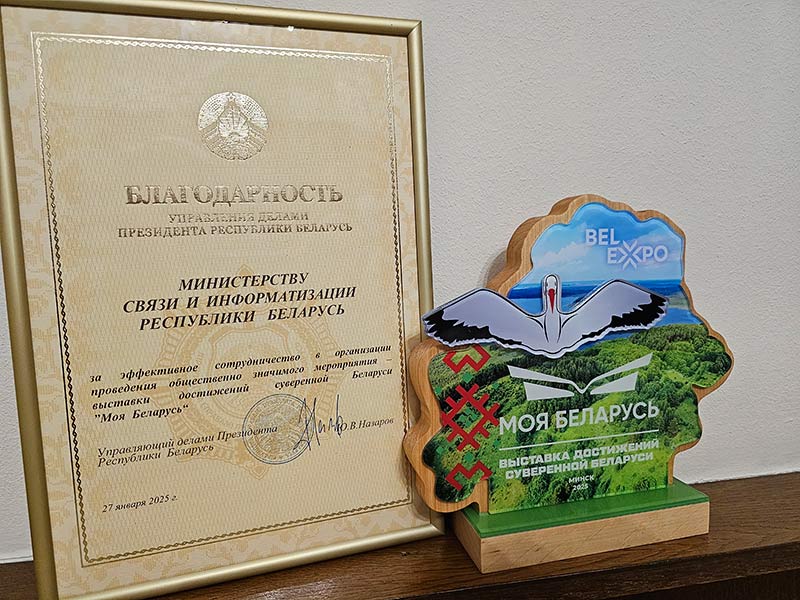 БЛАГОДАРНОСТЬ
УПРАВЛЕНИЯ ДЕЛАМИ
ПРЕЗИДЕНТА РЕСПУБЛИКИ БЕЛАРУСЬ
МИНИСТЕРСТВУ
СВЯЗИ И ИНФОРМАТИЗАЦИИ
РЕСПУБЛИКИ БЕЛАРУСЬ
за эффективное сотрудничество в организации
проведения общественно значимого мероприятия –
выставки достижений суверенной Беларуси
"Моя Беларусь"
Управляющий делами Президента
Республики Беларусь
Ю.В.Назаров
27 января 2025 г.
BEL
EXPO
МОЯ БЕЛАРУСЬ
ВЫСТАВКА ДОСТИЖЕНИЙ
СУВЕРЕННОЙ БЕЛАРУСИ
МИНСК
2025